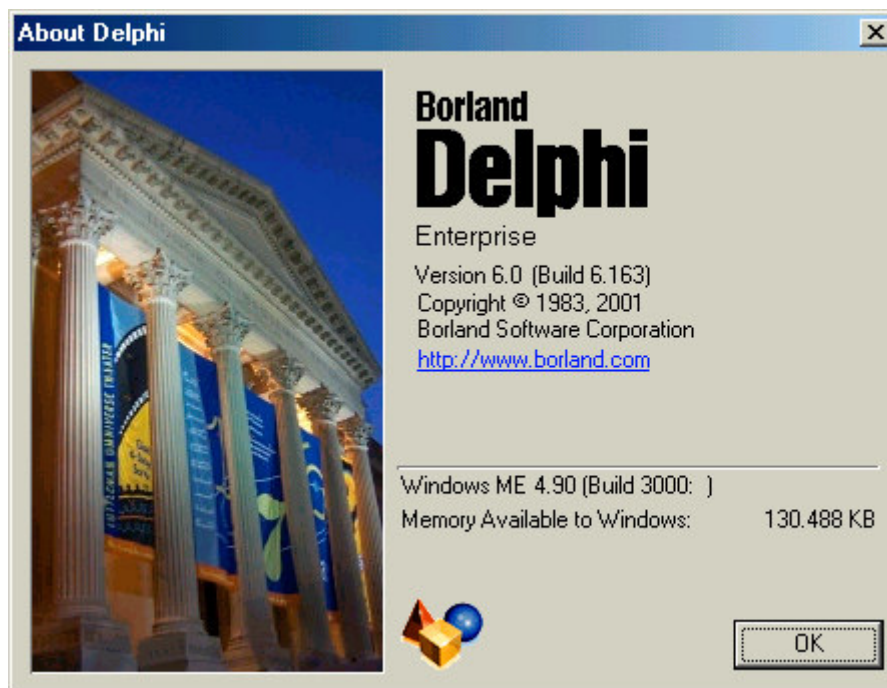 About Delphi
Borland
Delphi
Enterprise
Version 6.0 (Build 6.163)
Copyright © 1983, 2001
Borland Software Corporation
http://www.borland.com
Windows ME 4.90 (Build 3000: )
Memory Available to Windows: 130.488 KB
OK